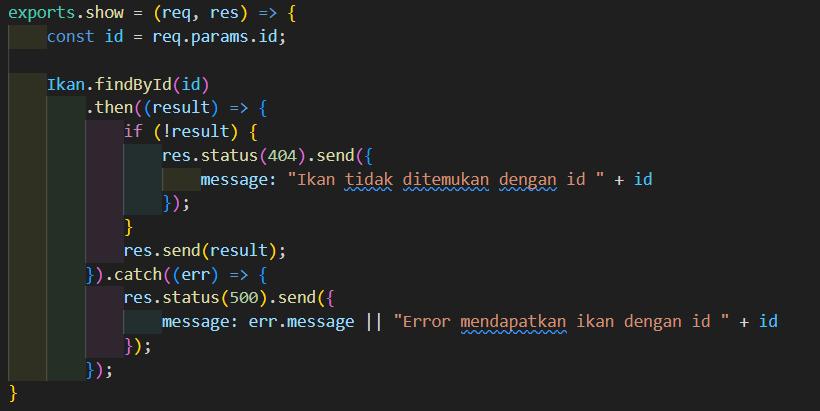 exports.show = (req, res) => {
    const id = req.params.id;

    Ikan.findById(id)
        .then((result) => {
            if (!result) {
                res.status(404).send({
                    message: "Ikan tidak ditemukan dengan id " + id
                });
            }
            res.send(result);
        }).catch((err) => {
            res.status(500).send({
                message: err.message || "Error mendapatkan ikan dengan id " + id
            });
        });
}